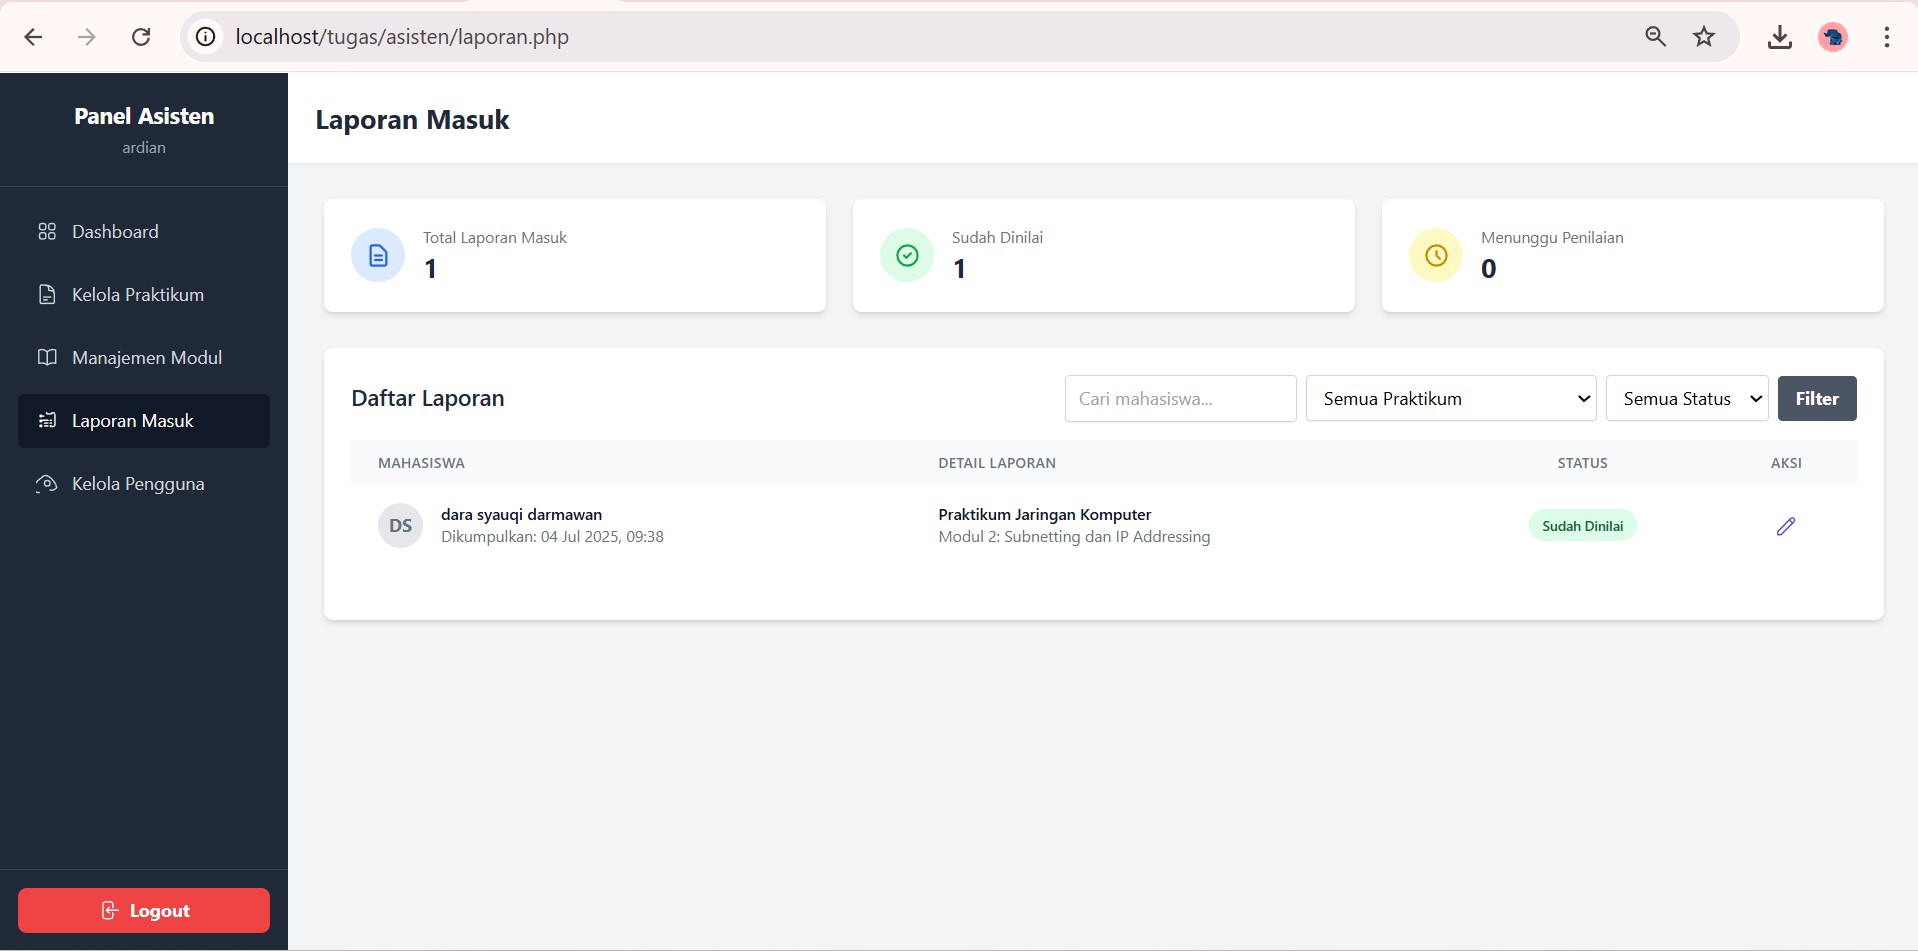 localhost/tugas/asisten/laporan.php
Panel Asisten
ardian
Dashboard
Kelola Praktikum
Manajemen Modul
Laporan Masuk
Kelola Pengguna
Logout
Laporan Masuk
Total Laporan Masuk
1
Sudah Dinilai
1
Menunggu Penilaian
0
Daftar Laporan
Cari mahasiswa...
Semua Praktikum
Semua Status
Filter
MAHASISWA
DETAIL LAPORAN
STATUS
AKSI
DS
dara syauqi darmawan
Dikumpulkan: 04 Jul 2025, 09:38
Praktikum Jaringan Komputer
Modul 2: Subnetting dan IP Addressing
Sudah Dinilai